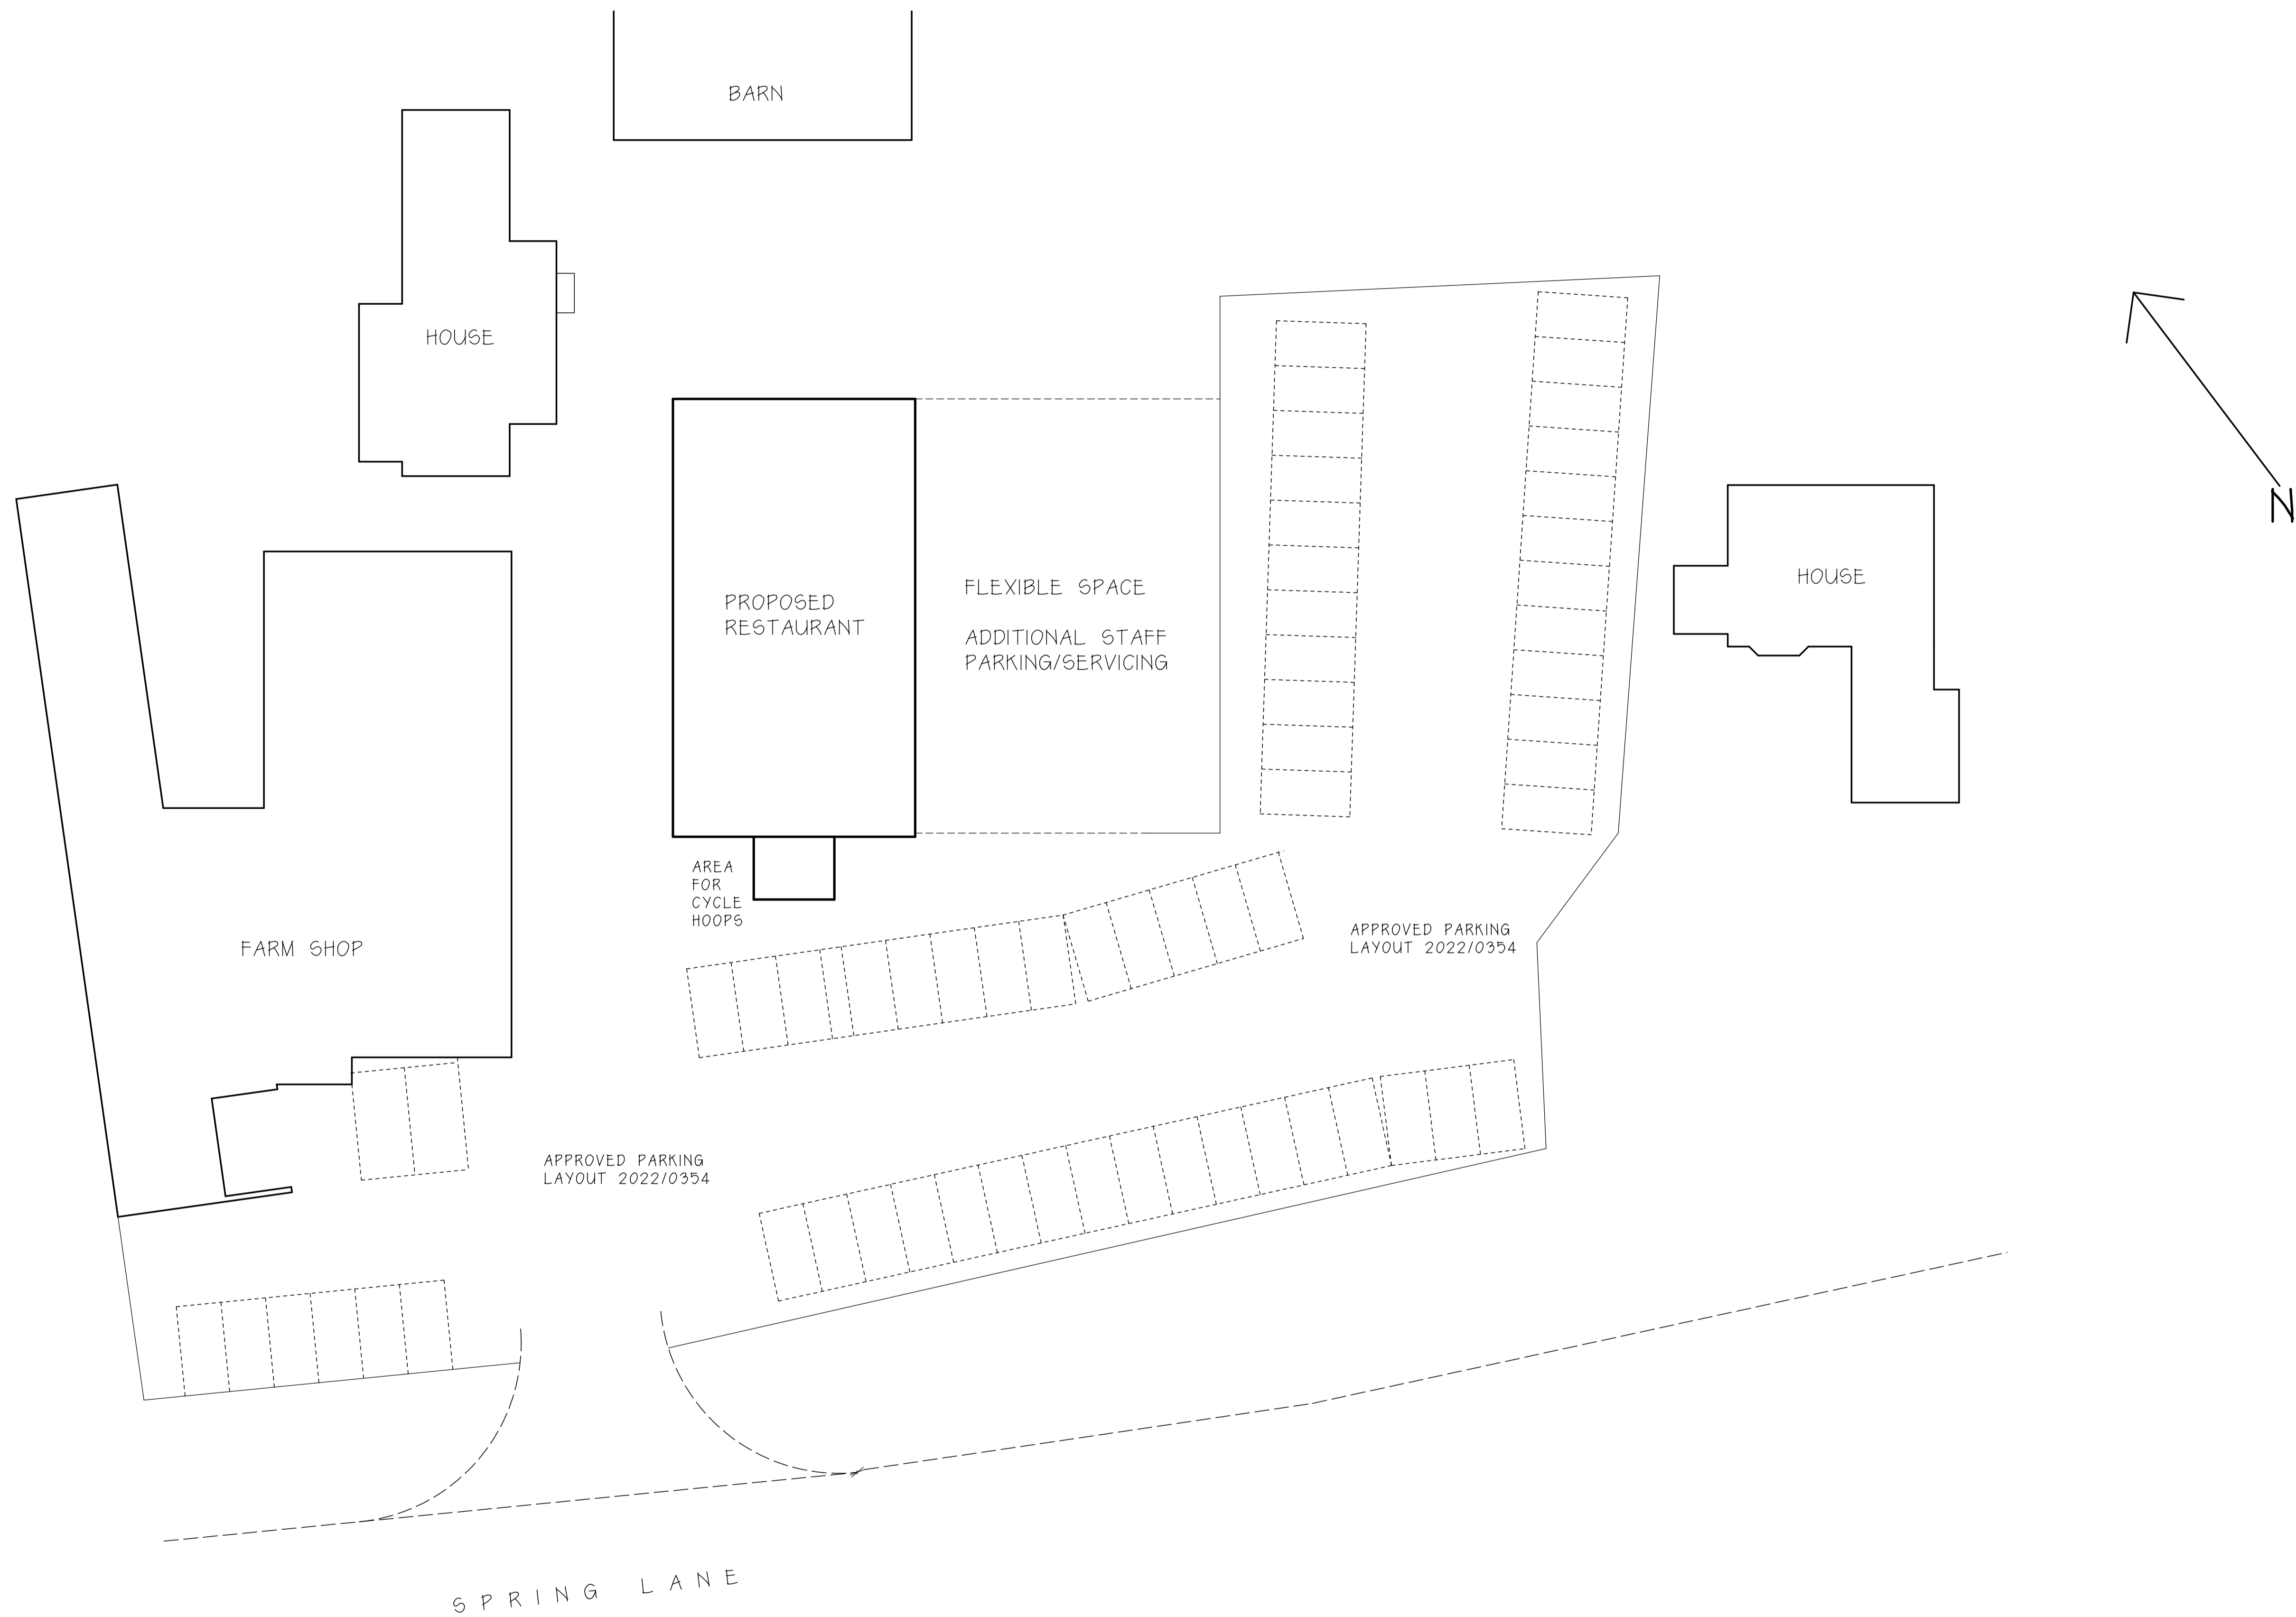 BARN
HOUSE
N
HOUSE
PROPOSED
RESTAURANT
FLEXIBLE SPACE
ADDITIONAL STAFF
PARKING/SERVICING
AREA
FOR
CYCLE
HOOPS
APPROVED PARKING
LAYOUT 2022/0354
FARM SHOP
APPROVED PARKING
LAYOUT 2022/0354
SPRING LANE